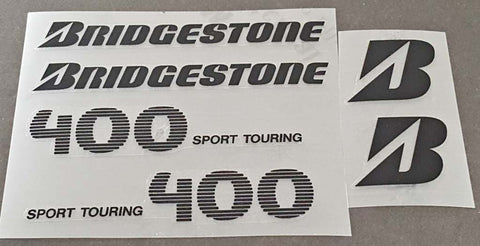 BRIDGESTONE
BRIDGESTONE
400 SPORT TOURING
SPORT TOURING 400
B
B